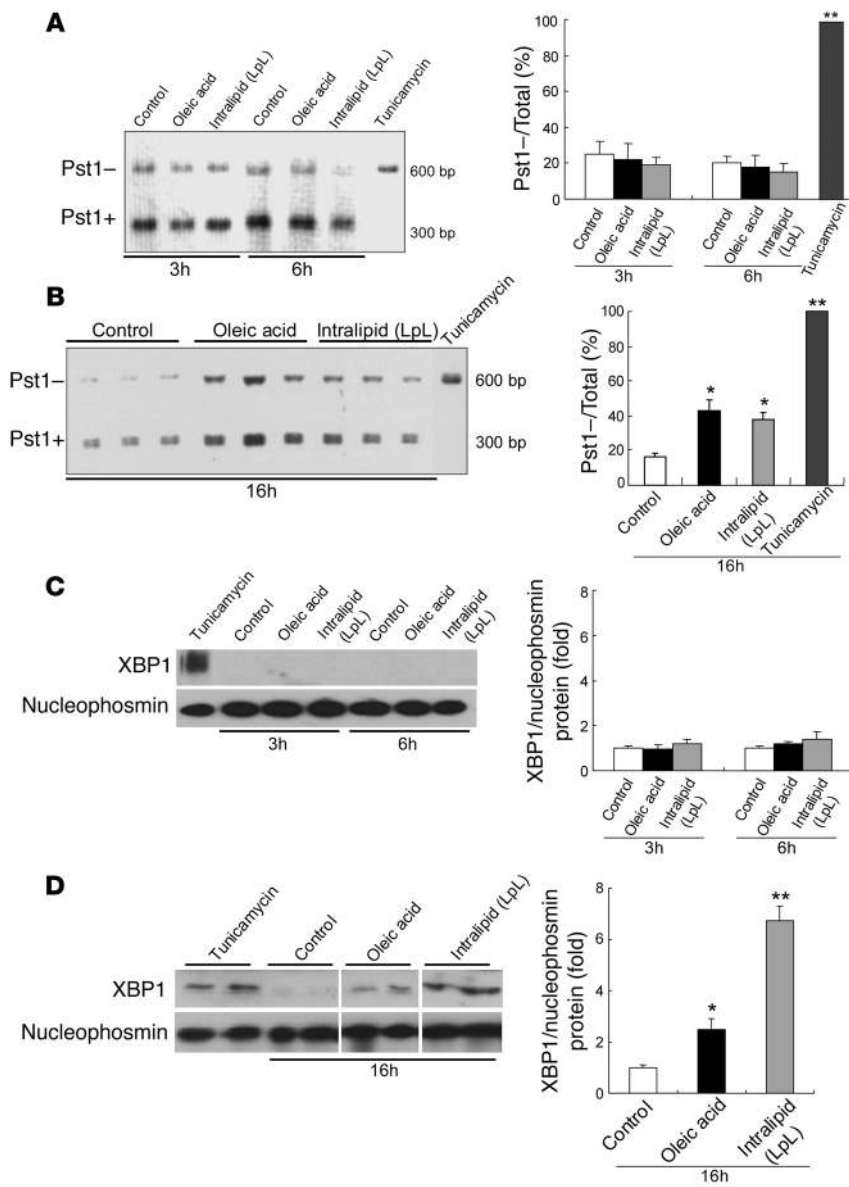 A
Control
Oleic acid
Intralipid (LpL)
Control
Oleic acid
Intralipid (LpL)
Tunicamycin
Pst1–
600 bp
Pst1+
300 bp
3h
6h
Pst1–/Total (%)
100
80
60
40
20
0
**
Control
Oleic acid
Intralipid
(LpL)
Control
Oleic acid
Intralipid
(LpL)
Tunicamycin
3h
6h
B
Control
Oleic acid
Intralipid (LpL)
Tunicamycin
Pst1–
600 bp
Pst1+
300 bp
16h
Pst1–/Total (%)
100
80
60
40
20
0
*
*
**
Control
Oleic acid
Intralipid
(LpL)
Tunicamycin
16h
C
Tunicamycin
Control
Oleic acid
Intralipid
(LpL)
Control
Oleic acid
Intralipid
(LpL)
XBP1
Nucleophosmin
3h
6h
XBP1/nucleophosmin
protein (fold)
8
6
4
2
0
Control
Oleic acid
Intralipid
(LpL)
Control
Oleic acid
Intralipid
(LpL)
3h
6h
D
Tunicamycin
Control
Oleic acid
Intralipid (LpL)
XBP1
Nucleophosmin
16h
XBP1/nucleophosmin
protein (fold)
8
6
4
2
0
*
**
Control
Oleic acid
Intralipid
(LpL)
16h